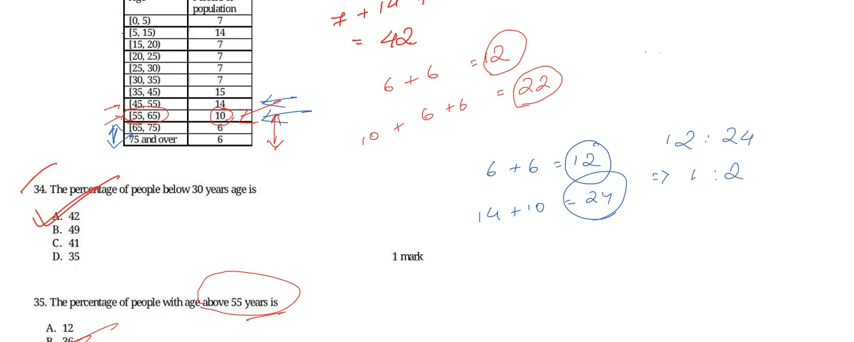 population
[0, 5) 7
[5, 15) 14
[15, 20) 7
[20, 25) 7
[25, 30) 7
[30, 35) 7
[35, 45) 15
[45, 55) 14
[55, 65) 10
[65, 75) 6
75 and over 6
7 + 14
= 42
6 + 6 = 12
10 + 6 + 6 = 22
6 + 6 = 12
14 + 10 = 24
12 : 24
=> 1 : 2
34. The percentage of people below 30 years age is
A. 42
B. 49
C. 41
D. 35
1 mark
35. The percentage of people with age above 55 years is
A. 12
B. 36